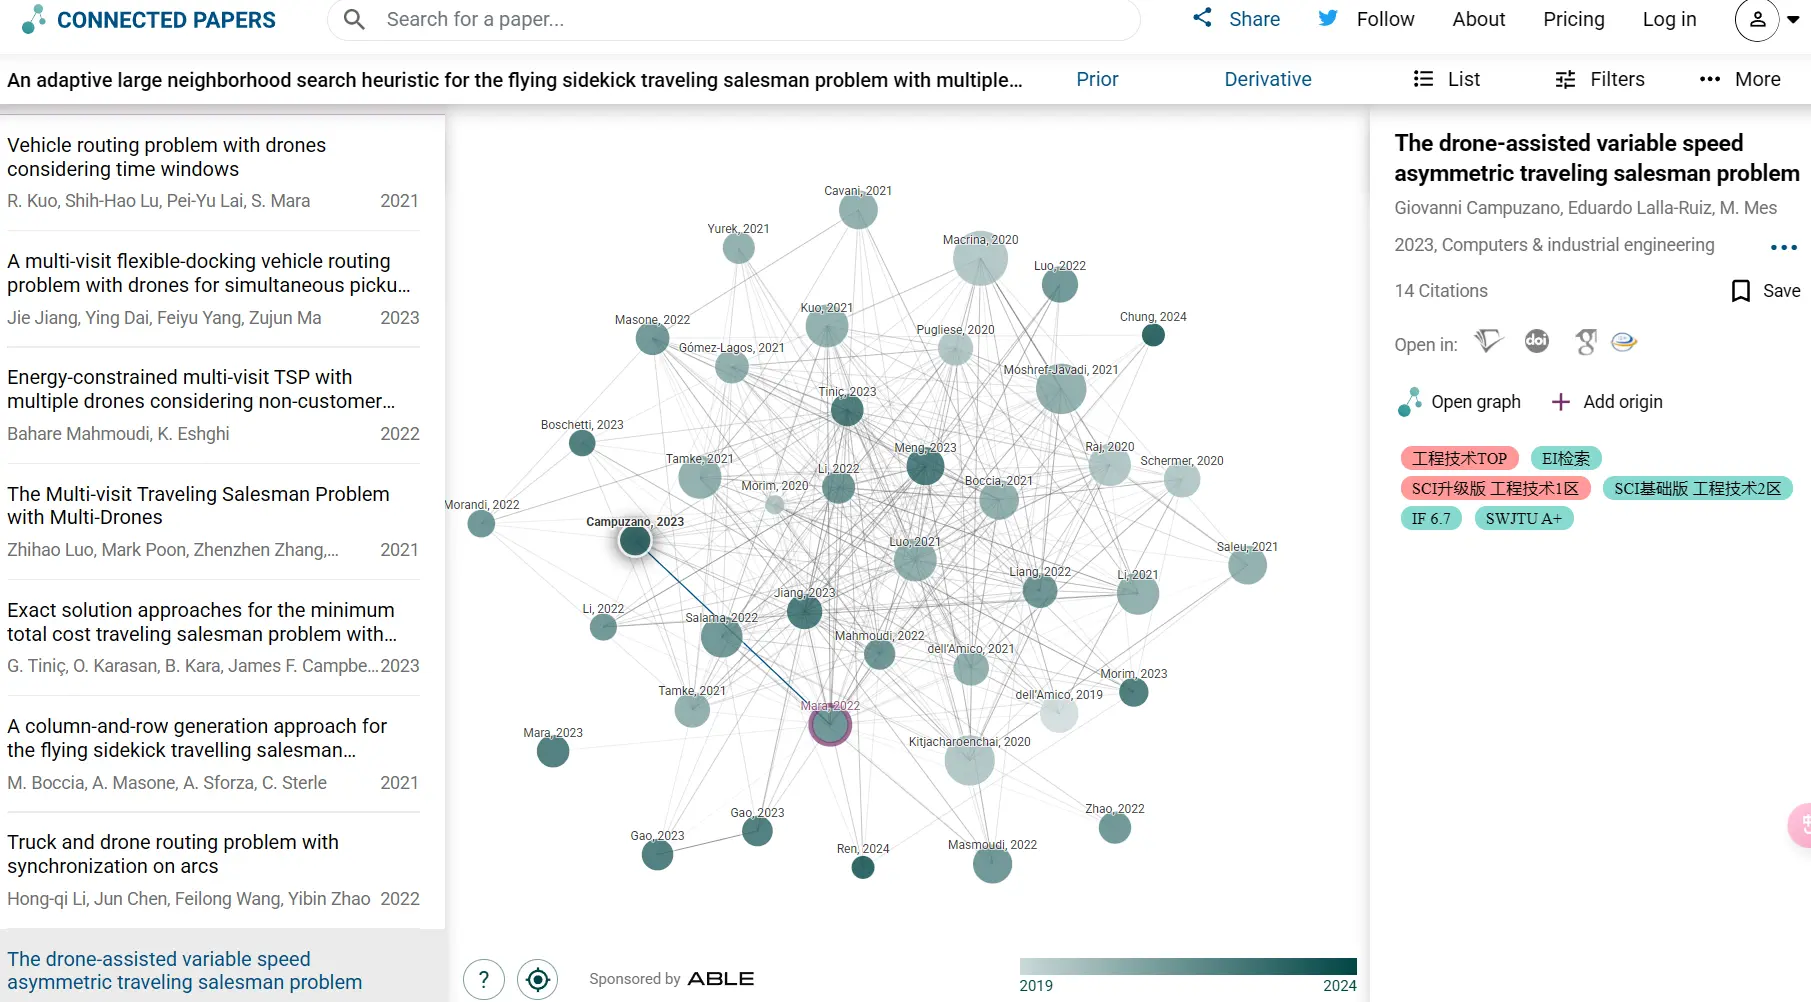 CONNECTED PAPERS
Search for a paper...
Share
Follow
About
Pricing
Log in
An adaptive large neighborhood search heuristic for the flying sidekick traveling salesman problem with multiple...
Prior
Derivative
List
Filters
More
Vehicle routing problem with drones
considering time windows
R. Kuo, Shih-Hao Lu, Pei-Yu Lai, S. Mara 2021
A multi-visit flexible-docking vehicle routing
problem with drones for simultaneous picku...
Jie Jiang, Ying Dai, Feiyu Yang, Zujun Ma 2023
Energy-constrained multi-visit TSP with
multiple drones considering non-customer...
Bahare Mahmoudi, K. Eshghi 2022
The Multi-visit Traveling Salesman Problem
with Multi-Drones
Zhihao Luo, Mark Poon, Zhenzhen Zhang,... 2021
Exact solution approaches for the minimum
total cost traveling salesman problem with...
G. Tiniç, O. Karasan, B. Kara, James F. Campbe... 2023
A column-and-row generation approach for
the flying sidekick travelling salesman...
M. Boccia, A. Masone, A. Sforza, C. Sterle 2021
Truck and drone routing problem with
synchronization on arcs
Hong-qi Li, Jun Chen, Feilong Wang, Yibin Zhao 2022
The drone-assisted variable speed
asymmetric traveling salesman problem
Cavani, 2021
Yurek, 2021
Macrina, 2020
Luo, 2022
Kuo, 2021
Masone, 2022
Chung, 2024
Pugliese, 2020
Gómez-Lagos, 2021
Moshref-Javadi, 2021
Tiniç, 2023
Boschetti, 2023
Meng, 2023
Raj, 2020
Tamke, 2021
Schermer, 2020
Li, 2022
Boccia, 2021
Morim, 2020
Morandi, 2022
Campuzano, 2023
Luo, 2021
Saleu, 2021
Liang, 2022
Li, 2021
Jiang, 2023
Li, 2022
Salama, 2022
Mahmoudi, 2022
dell'Amico, 2021
Morim, 2023
Tamke, 2021
dell'Amico, 2019
Mara, 2022
Mara, 2023
Kitjacharoenchai, 2020
Zhao, 2022
Gao, 2023
Gao, 2023
Masmoudi, 2022
Ren, 2024
?
Sponsored by ABLE
2019
2024
The drone-assisted variable speed
asymmetric traveling salesman problem
Giovanni Campuzano, Eduardo Lalla-Ruiz, M. Mes
2023, Computers & industrial engineering
14 Citations
Save
Open in:
doi
Open graph
Add origin
工程技术TOP
EI检索
SCI升级版 工程技术1区
SCI基础版 工程技术2区
IF 6.7
SWJTU A+